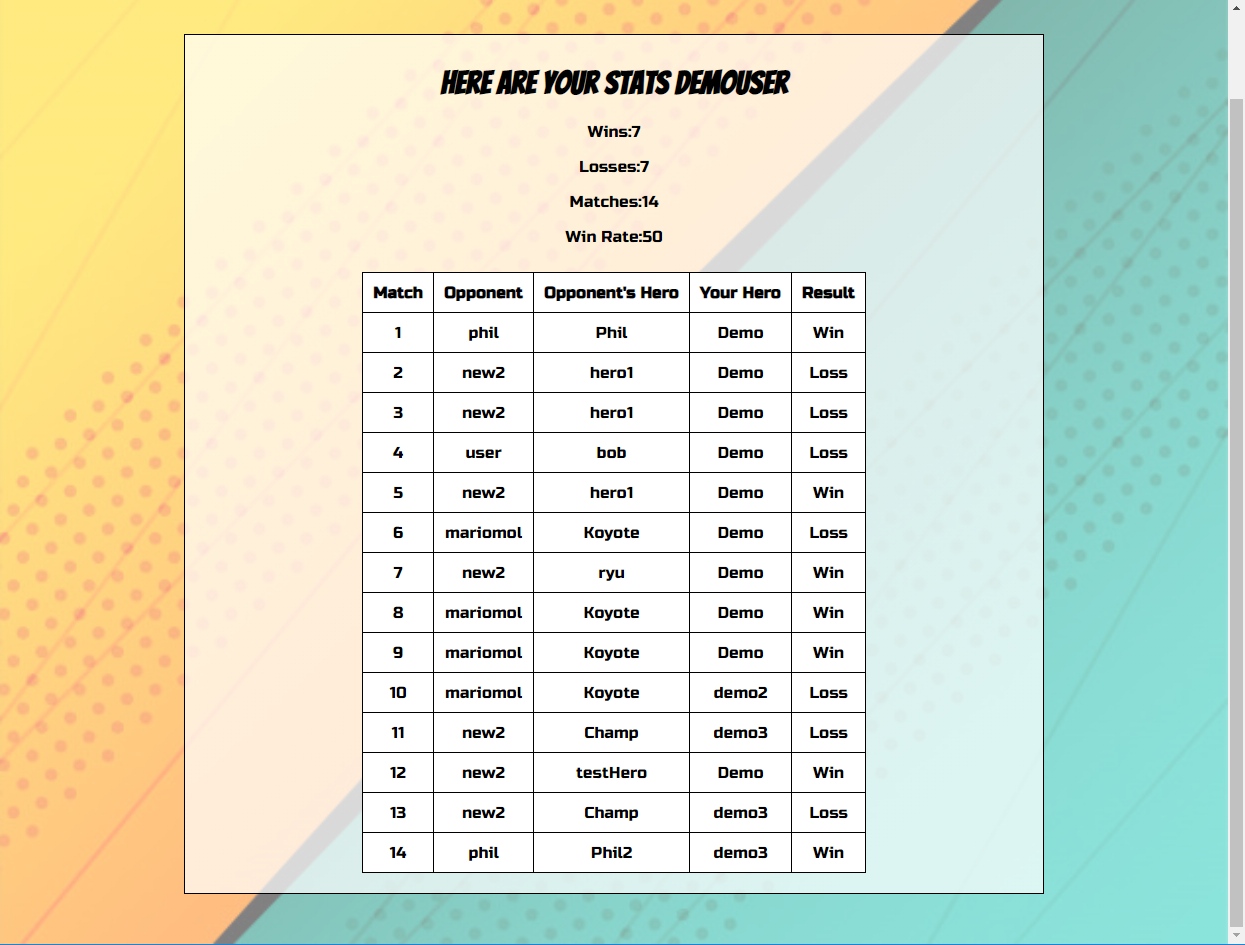 HERE ARE YOUR STATS DEMOUSER
Wins:7
Losses:7
Matches:14
Win Rate:50
Match Opponent Opponent's Hero Your Hero Result
1 phil Phil Demo Win
2 new2 hero1 Demo Loss
3 new2 hero1 Demo Loss
4 user bob Demo Loss
5 new2 hero1 Demo Win
6 mariomol Koyote Demo Loss
7 new2 ryu Demo Win
8 mariomol Koyote Demo Win
9 mariomol Koyote Demo Win
10 mariomol Koyote demo2 Loss
11 new2 Champ demo3 Loss
12 new2 testHero Demo Win
13 new2 Champ demo3 Loss
14 phil Phil2 demo3 Win